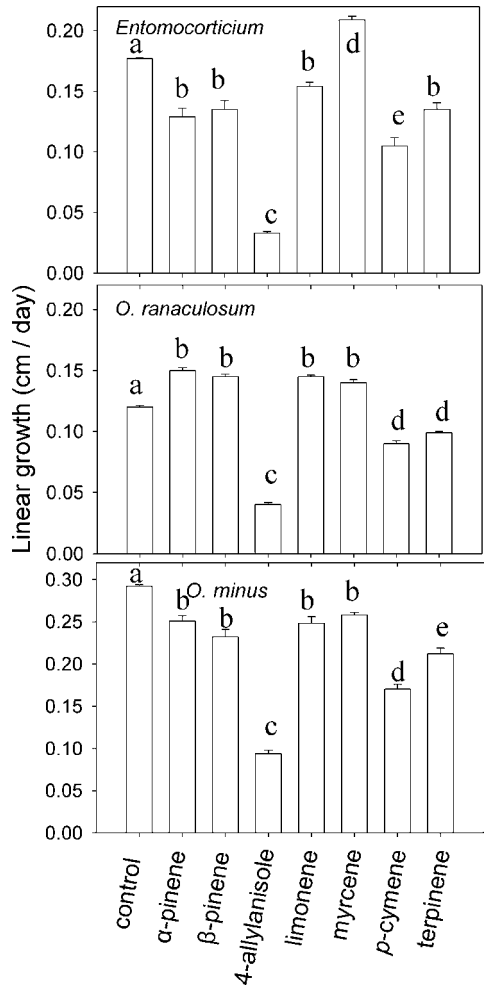 Linear growth (cm / day)
Entomocorticium
0.20
0.15
0.10
0.05
0.00
a b b c b d e b
O. ranaculosum
0.20
0.15
0.10
0.05
0.00
a b b c b b d d
O. minus
0.30
0.25
0.20
0.15
0.10
0.05
0.00
a b b c b b d e
control
α-pinene
β-pinene
4-allylanisole
limonene
myrcene
p-cymene
terpinene